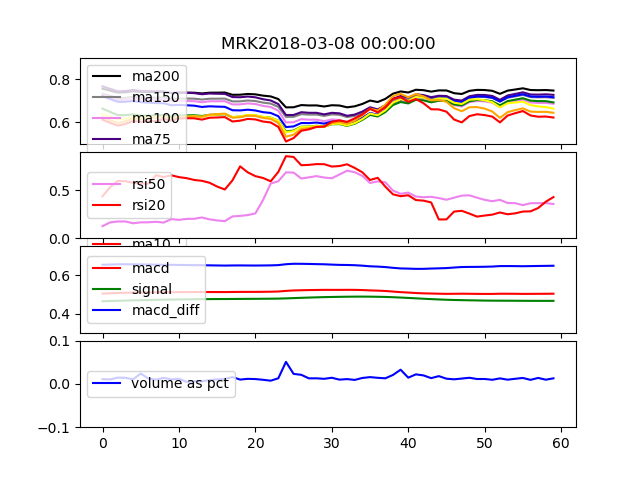 MRK2018-03-08 00:00:00
0.8
0.6
ma200
ma150
ma100
ma75
0.5
0.0
rsi50
rsi20
ma10
0.6
0.4
macd
signal
macd_diff
0.1
0.0
−0.1
volume as pct
0 10 20 30 40 50 60